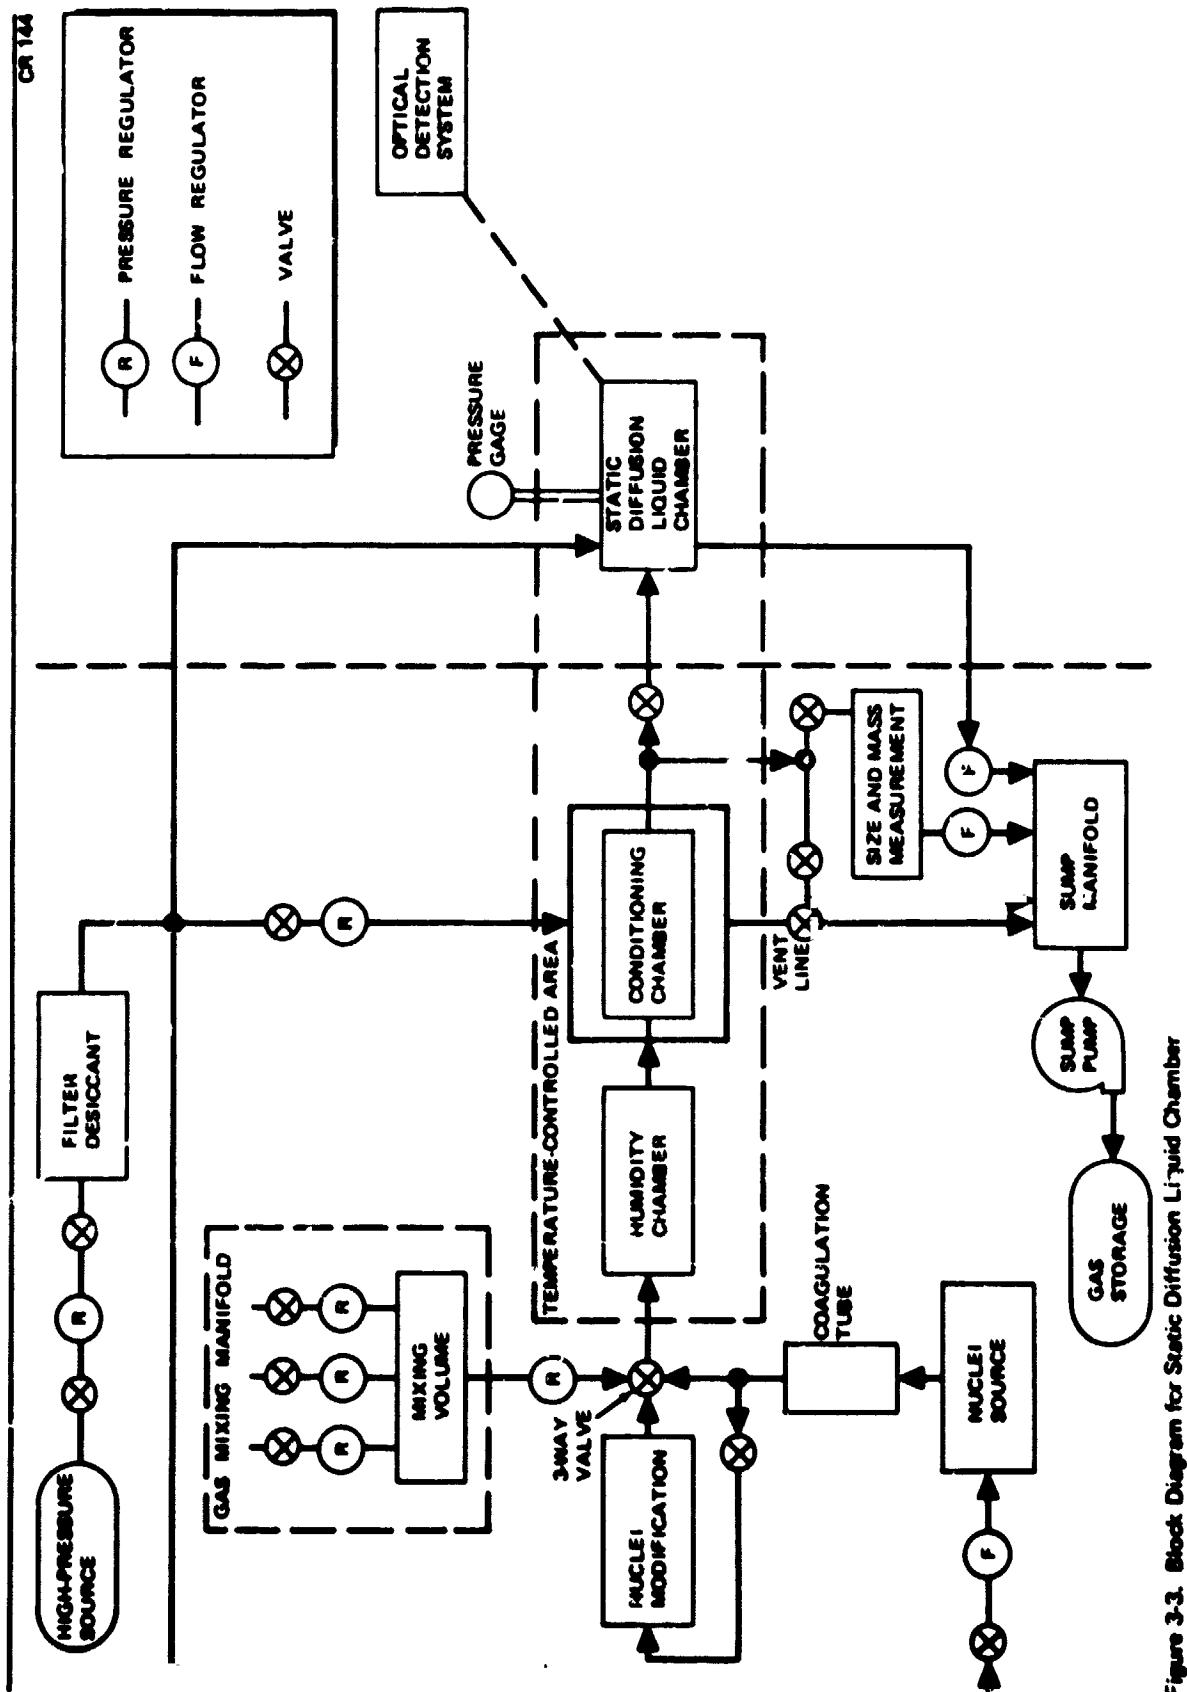 CR 144
R
PRESSURE REGULATOR
F
FLOW REGULATOR
VALVE
OPTICAL
DETECTION
SYSTEM
HIGH-PRESSURE
SOURCE
R
FILTER
DESICCANT
GAS MIXING MANIFOLD
R
R
R
MIXING
VOLUME
R
R
PRESSURE
GAGE
TEMPERATURE-CONTROLLED AREA
3-WAY
VALVE
NUCLEI
MODIFICATION
HUMIDITY
CHAMBER
CONDITIONING
CHAMBER
STATIC
DIFFUSION
LIQUID
CHAMBER
VENT
LINE
COAGULATION
TUBE
SIZE AND MASS
MEASUREMENT
F
F
F
NUCLEI
SOURCE
SUMP
MANIFOLD
SUMP
PUMP
GAS
STORAGE
Figure 3-3. Block Diagram for Static Diffusion Liquid Chamber